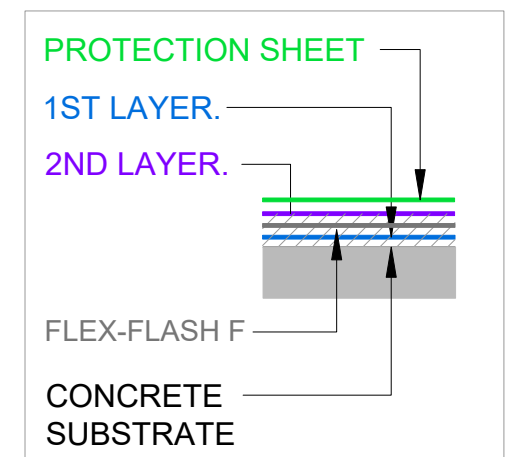 PROTECTION SHEET
1ST LAYER.
2ND LAYER.
FLEX-FLASH F
CONCRETE
SUBSTRATE